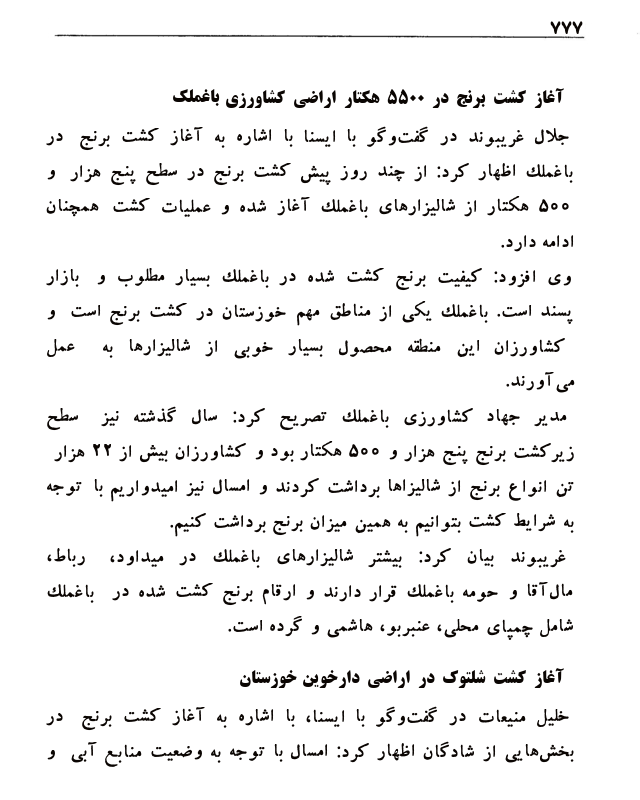 ۷۷۷
آغاز کشت برنج در ۵۵۰۰ هکتار اراضی کشاورزی باغملک
جلال غریبوند در گفت‌وگو با ایسنا با اشاره به آغاز کشت برنج در
باغملك اظهار کرد: از چند روز پیش کشت برنج در سطح پنج هزار و
۵۰۰ هکتار از شالیزارهای باغملك آغاز شده و عملیات کشت همچنان
ادامه دارد.
وی افزود: کیفیت برنج کشت شده در باغملك بسیار مطلوب و بازار
پسند است. باغملك یکی از مناطق مهم خوزستان در کشت برنج است و
کشاورزان این منطقه محصول بسیار خوبی از شالیزارها به عمل
می‌آورند.
مدیر جهاد کشاورزی باغملك تصریح کرد: سال گذشته نیز سطح
زیرکشت برنج پنج هزار و ۵۰۰ هکتار بود و کشاورزان بیش از ۲۲ هزار
تن انواع برنج از شالیزاها برداشت کردند و امسال نیز امیدواریم با توجه
به شرایط کشت بتوانیم به همین میزان برنج برداشت کنیم.
غریبوند بیان کرد: بیشتر شالیزارهای باغملك در میداود، رباط،
مال‌آقا و حومه باغملك قرار دارند و ارقام برنج کشت شده در باغملك
شامل چمپای محلی، عنبربو، هاشمی و گرده است.
آغاز کشت شلتوک در اراضی دارخوین خوزستان
خلیل منیعات در گفت‌وگو با ایسنا، با اشاره به آغاز کشت برنج در
بخش‌هایی از شادگان اظهار کرد: امسال با توجه به وضعیت منابع آبی و